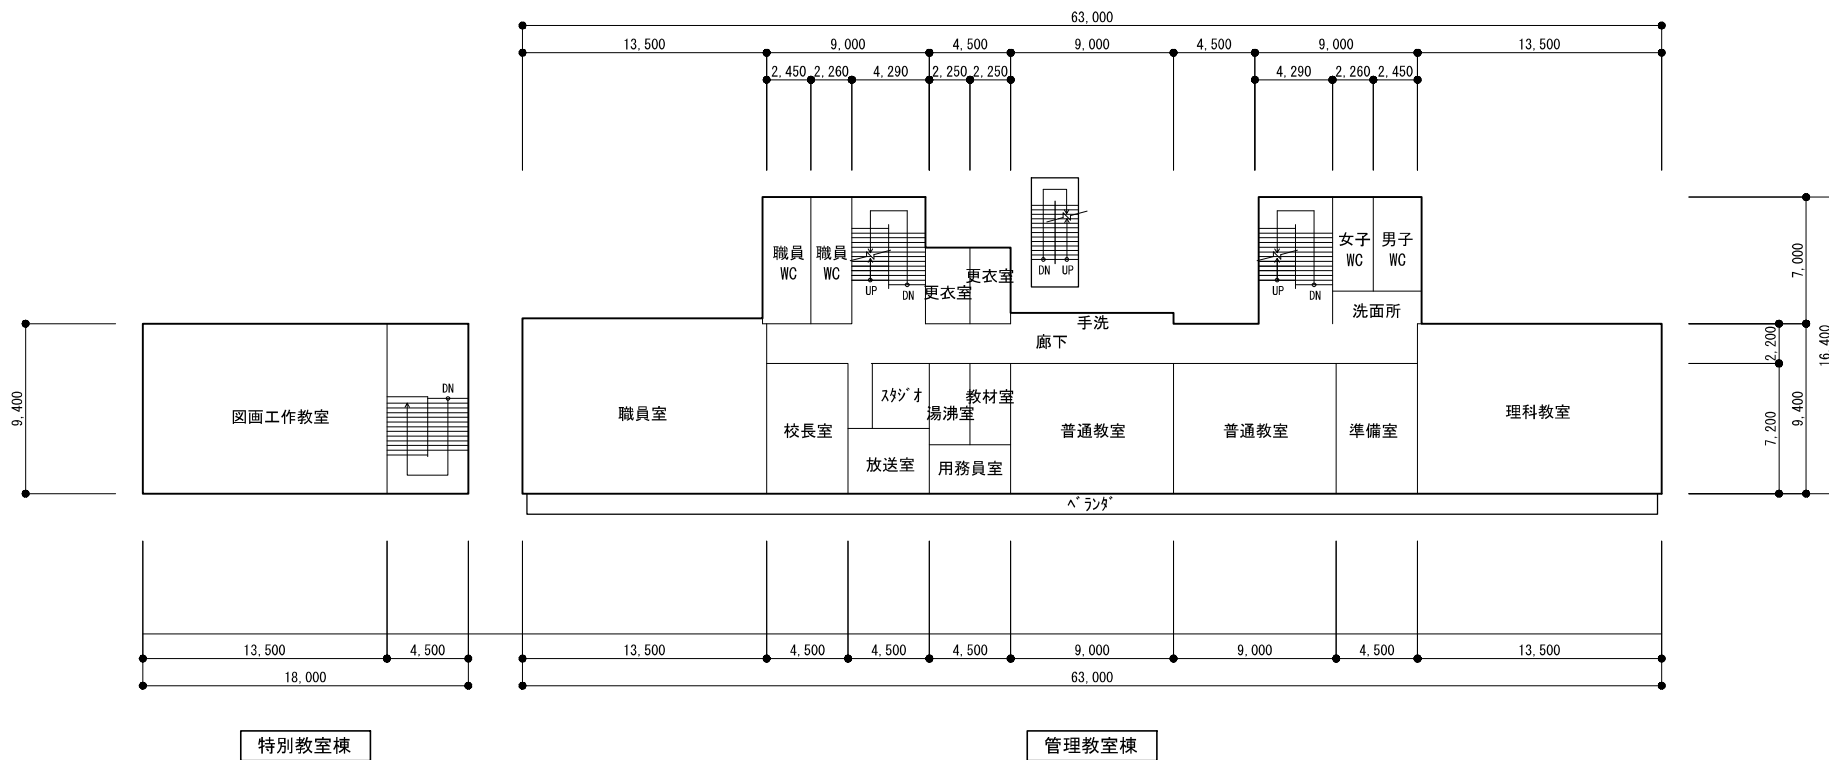 63,000
13,500 9,000 4,500 9,000 4,500 9,000 13,500
2,450 2,260 4,290 2,250 2,250 4,290 2,260 2,450
職員
WC
職員
WC
UP
DN
更衣室
更衣室
DN
UP
UP
DN
女子
WC
男子
WC
洗面所
手洗
廊下
7,000
2,200
16,400
9,400
7,200
9,400
図画工作教室
DN
職員室
校長室
スタジオ
放送室
湯沸室
教材室
用務員室
普通教室
普通教室
準備室
理科教室
ベランダ
13,500 4,500 13,500 4,500 4,500 4,500 9,000 9,000 4,500 13,500
18,000 63,000
特別教室棟
管理教室棟